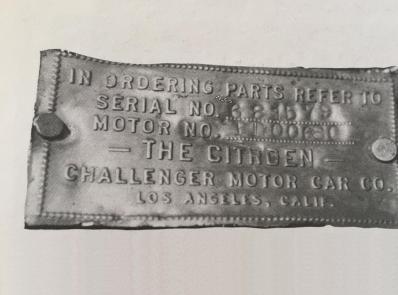 IN ORDERING PARTS REFER TO
SERIAL NO.
MOTOR NO.
— THE CITROEN —
CHALLENGER MOTOR CAR CO.
LOS ANGELES, CALIF.